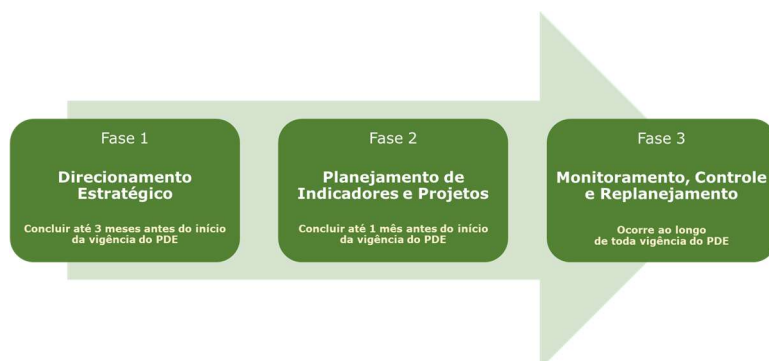 Fase 1
Direcionamento
Estratégico
Concluir até 3 meses antes do início
da vigência do PDE
Fase 2
Planejamento de
Indicadores e Projetos
Concluir até 1 mês antes do início
da vigência do PDE
Fase 3
Monitoramento, Controle
e Replanejamento
Ocorre ao longo
de toda vigência do PDE